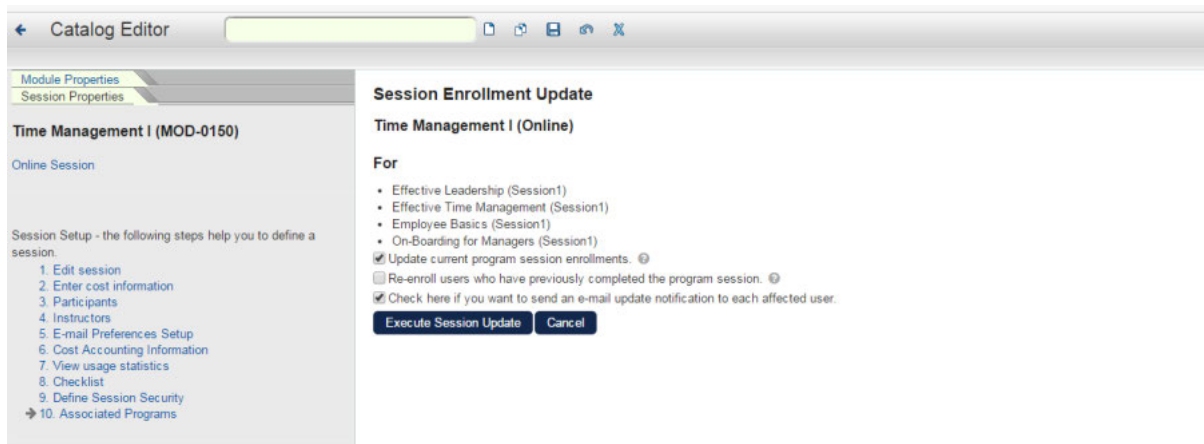 Catalog Editor
Module Properties
Session Properties
Time Management I (MOD-0150)
Online Session
Session Setup - the following steps help you to define a
session.
1. Edit session
2. Enter cost information
3. Participants
4. Instructors
5. E-mail Preferences Setup
6. Cost Accounting Information
7. View usage statistics
8. Checklist
9. Define Session Security
10. Associated Programs
Session Enrollment Update
Time Management I (Online)
For
• Effective Leadership (Session1)
• Effective Time Management (Session1)
• Employee Basics (Session1)
• On-Boarding for Managers (Session1)
Update current program session enrollments.
Re-enroll users who have previously completed the program session.
Check here if you want to send an e-mail update notification to each affected user.
Execute Session Update Cancel